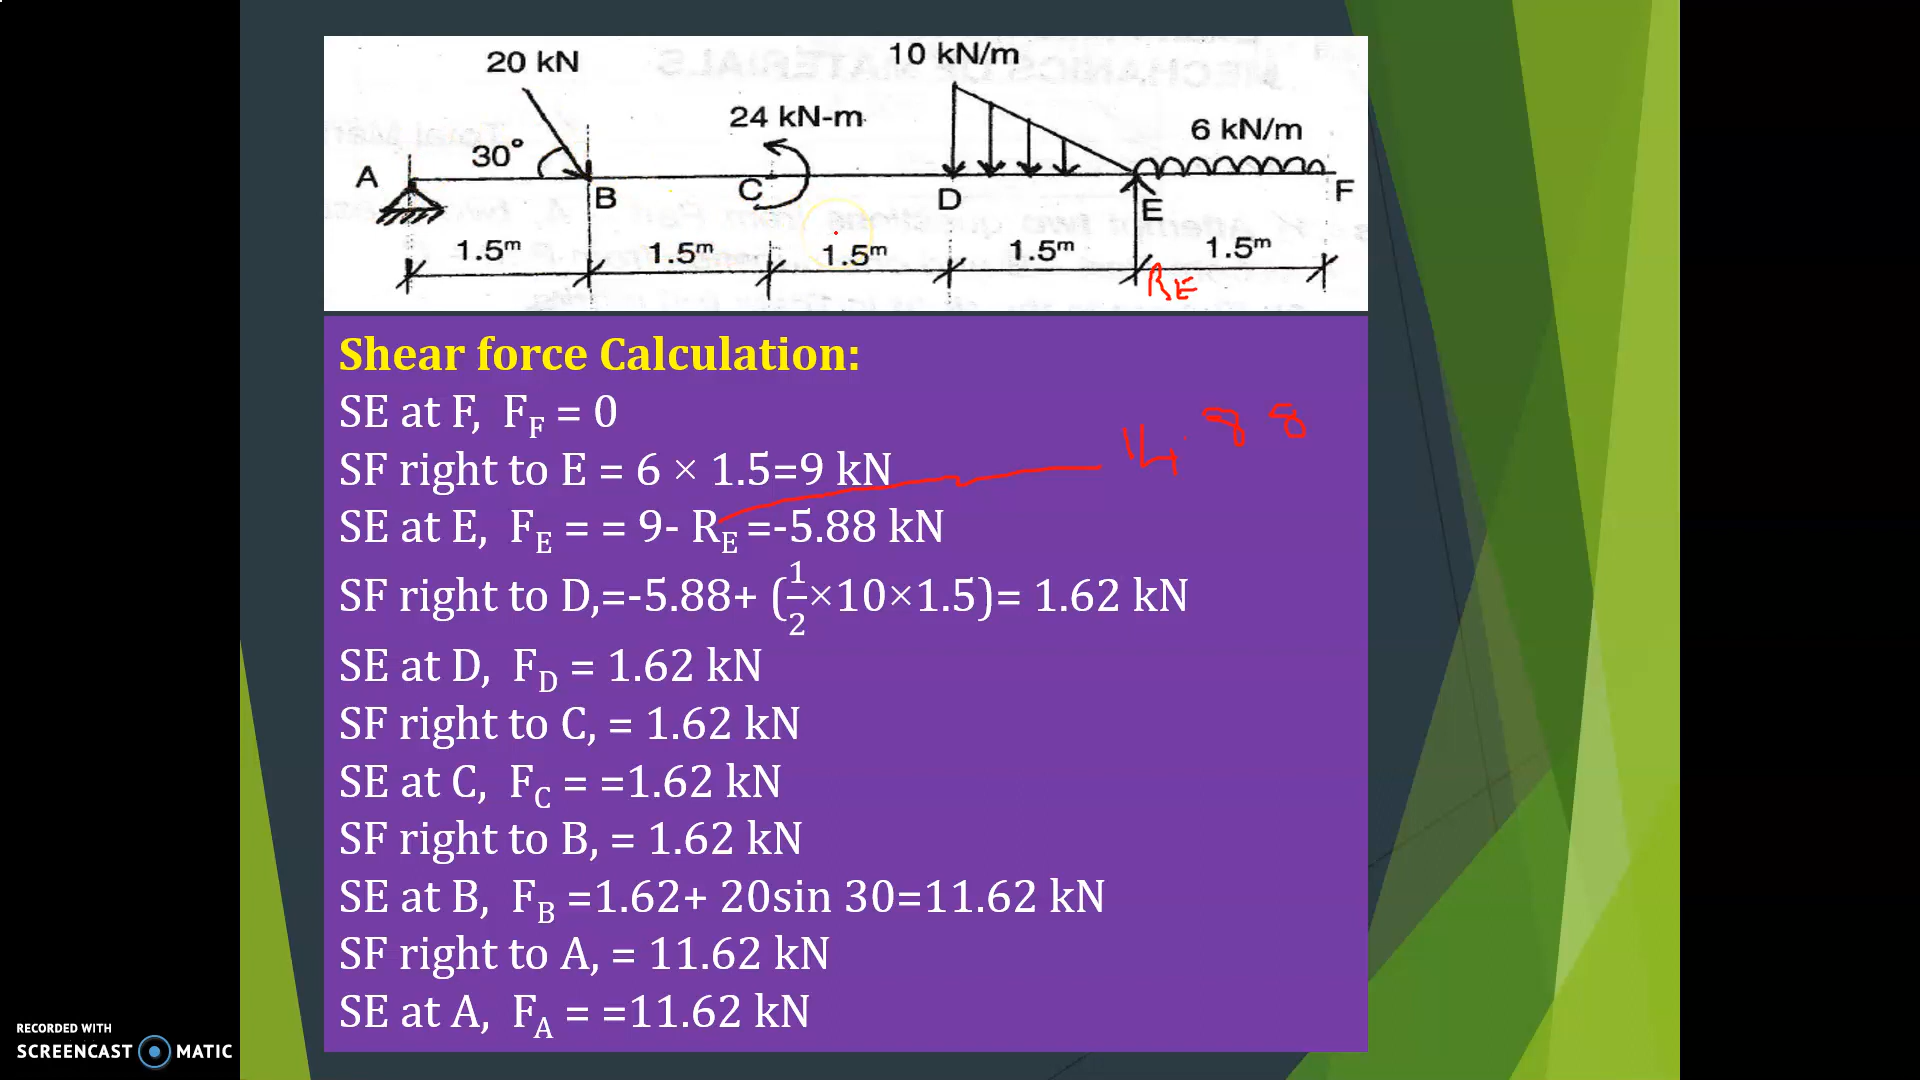 20 kN
10 kN/m
24 kN-m
6 kN/m
30°
A
B
C
D
E
F
1.5m
1.5m
1.5m
1.5m
1.5m
RE
Shear force Calculation:
SE at F, FF = 0
14.88
SF right to E = 6 × 1.5=9 kN
SE at E, FE = = 9- RE =-5.88 kN
SF right to D,=-5.88+ (1/2×10×1.5)= 1.62 kN
SE at D, FD = 1.62 kN
SF right to C, = 1.62 kN
SE at C, FC = =1.62 kN
SF right to B, = 1.62 kN
SE at B, FB =1.62+ 20sin 30=11.62 kN
SF right to A, = 11.62 kN
SE at A, FA = =11.62 kN
RECORDED WITH
SCREENCAST MATIC